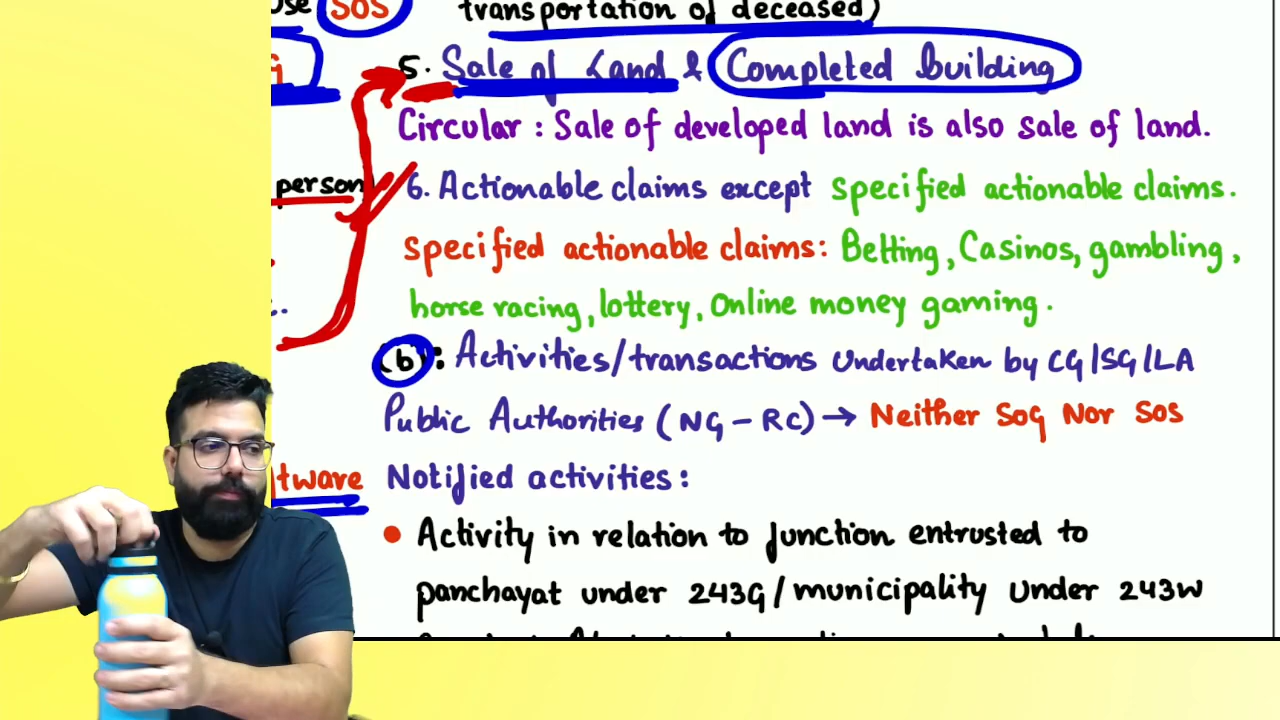 use SOS transportation of deceased)
5. Sale of Land & Completed building
Circular : Sale of developed land is also sale of land.
person 6. Actionable claims except specified actionable claims.
specified actionable claims: Betting, Casinos, gambling,
horse racing, lottery, Online money gaming.
(b): Activities/transactions undertaken by CG/SG/LA
Public Authorities (NG - RC) → Neither SOG Nor SOS
Notified activities:
• Activity in relation to function entrusted to
panchayat under 243G/municipality under 243W